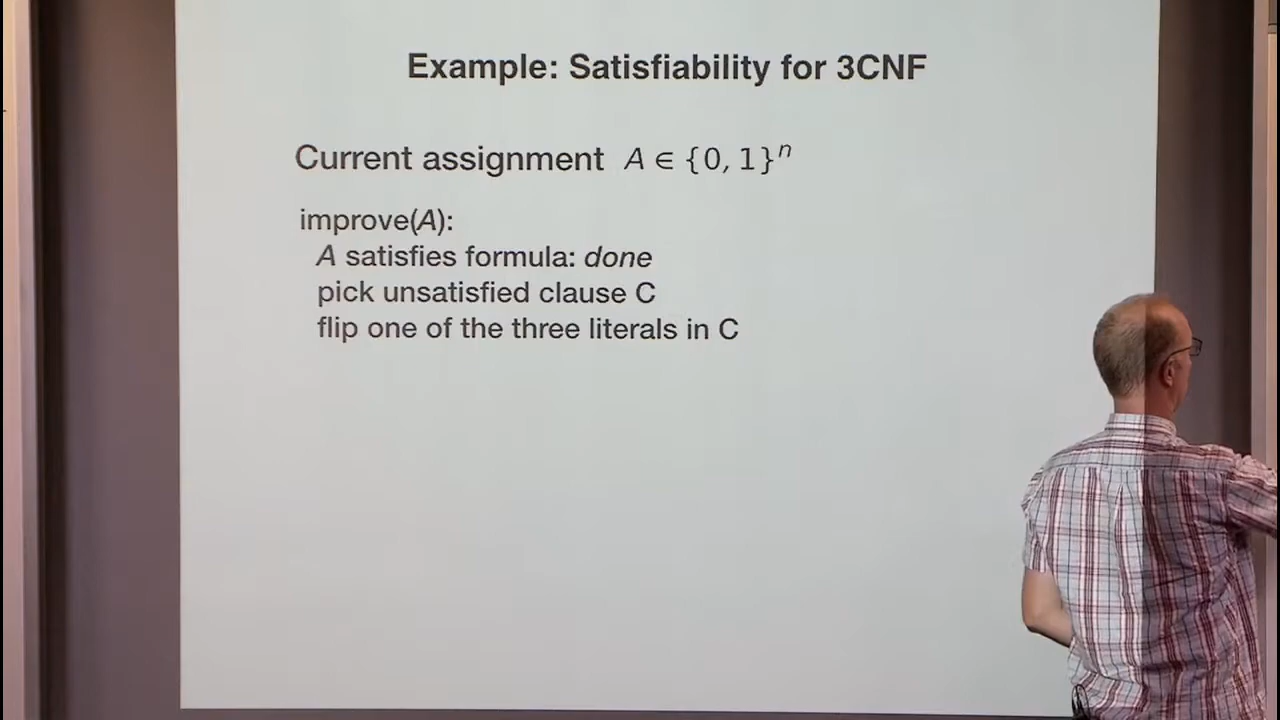 Example: Satisfiability for 3CNF
Current assignment A ∈ {0, 1}ⁿ
improve(A):
A satisfies formula: done
pick unsatisfied clause C
flip one of the three literals in C